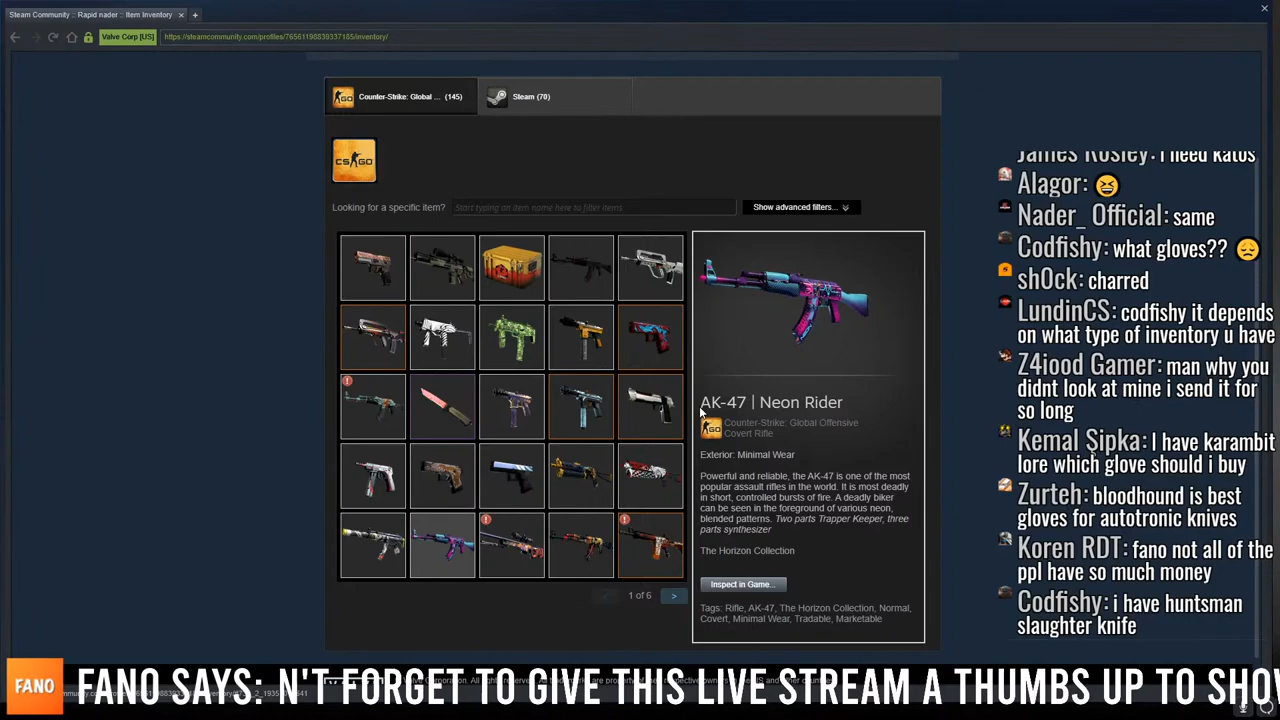 Steam Community :: Rapid nader :: Item Inventory
Valve Corp [US]
https://steamcommunity.com/profiles/76561198839337185/inventory/
Counter-Strike: Global ... (145)
Steam (70)
CS GO
Looking for a specific item?
Start typing an item name here to filter items
Show advanced filters...
AK-47 | Neon Rider
Counter-Strike: Global Offensive
Covert Rifle
Exterior: Minimal Wear
Powerful and reliable, the AK-47 is one of the most
popular assault rifles in the world. It is most deadly
in short, controlled bursts of fire. A deadly biker
can be seen in the foreground of various neon,
blended patterns. Two parts Trapper Keeper, three
parts synthesizer
The Horizon Collection
Inspect in Game...
Tags: Rifle, AK-47, The Horizon Collection, Normal,
Covert, Minimal Wear, Tradable, Marketable
<
1 of 6
>
James Rosley: I need katos
Alagor: 😆
Nader_ Official: same
Codfishy: what gloves?? 😞
sh0ck: charred
LundinCS: codfishy it depends
on what type of inventory u have
Z4iood Gamer: man why you
didnt look at mine i send it for
so long
Kemal Şipka: I have karambit
lore which glove should i buy
Zurteh: bloodhound is best
gloves for autotronic knives
Koren RDT: fano not all of the
ppl have so much money
Codfishy: i have huntsman
slaughter knife
FANO
FANO SAYS: N'T FORGET TO GIVE THIS LIVE STREAM A THUMBS UP TO SHOW